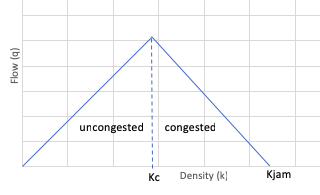 Flow (q)
uncongested
congested
Kc
Density (k)
Kjam